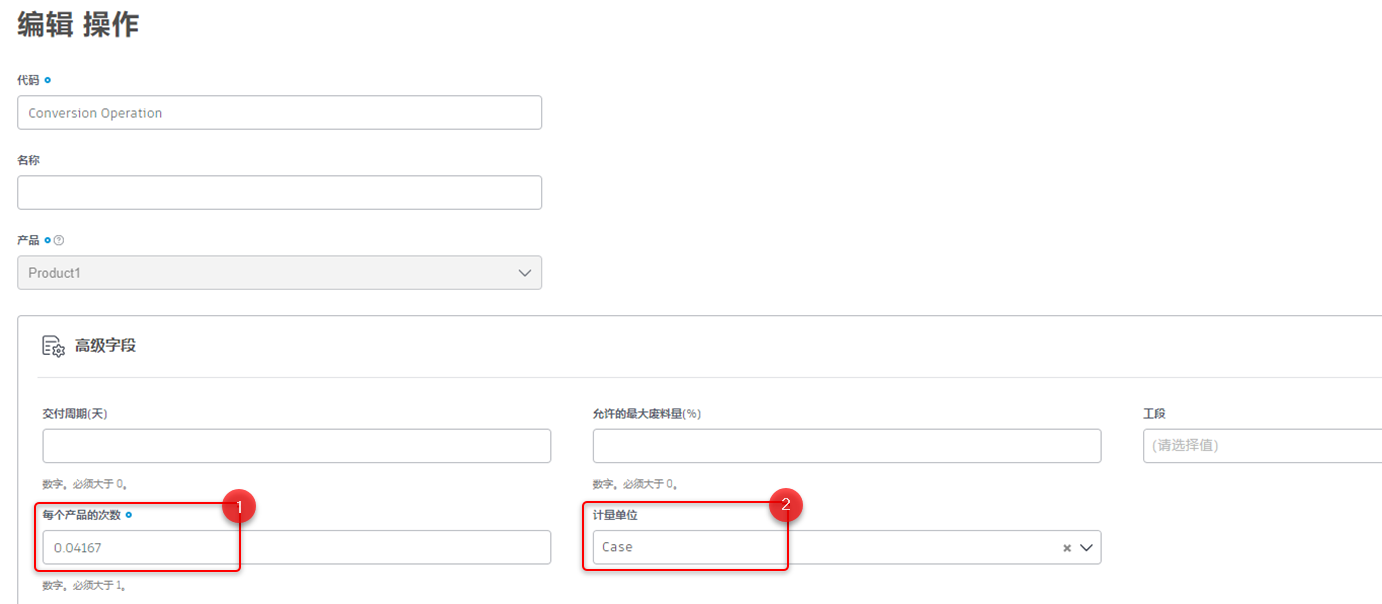 编辑 操作
代码
Conversion Operation
名称
产品
Product1
高级字段
交付周期(天)
允许的最大废料量(%)
工段
(请选择值)
数字。必须大于 0。
数字。必须大于 0。
每个产品的次数
1
计量单位
2
0.04167
Case
数字。必须大于 1。